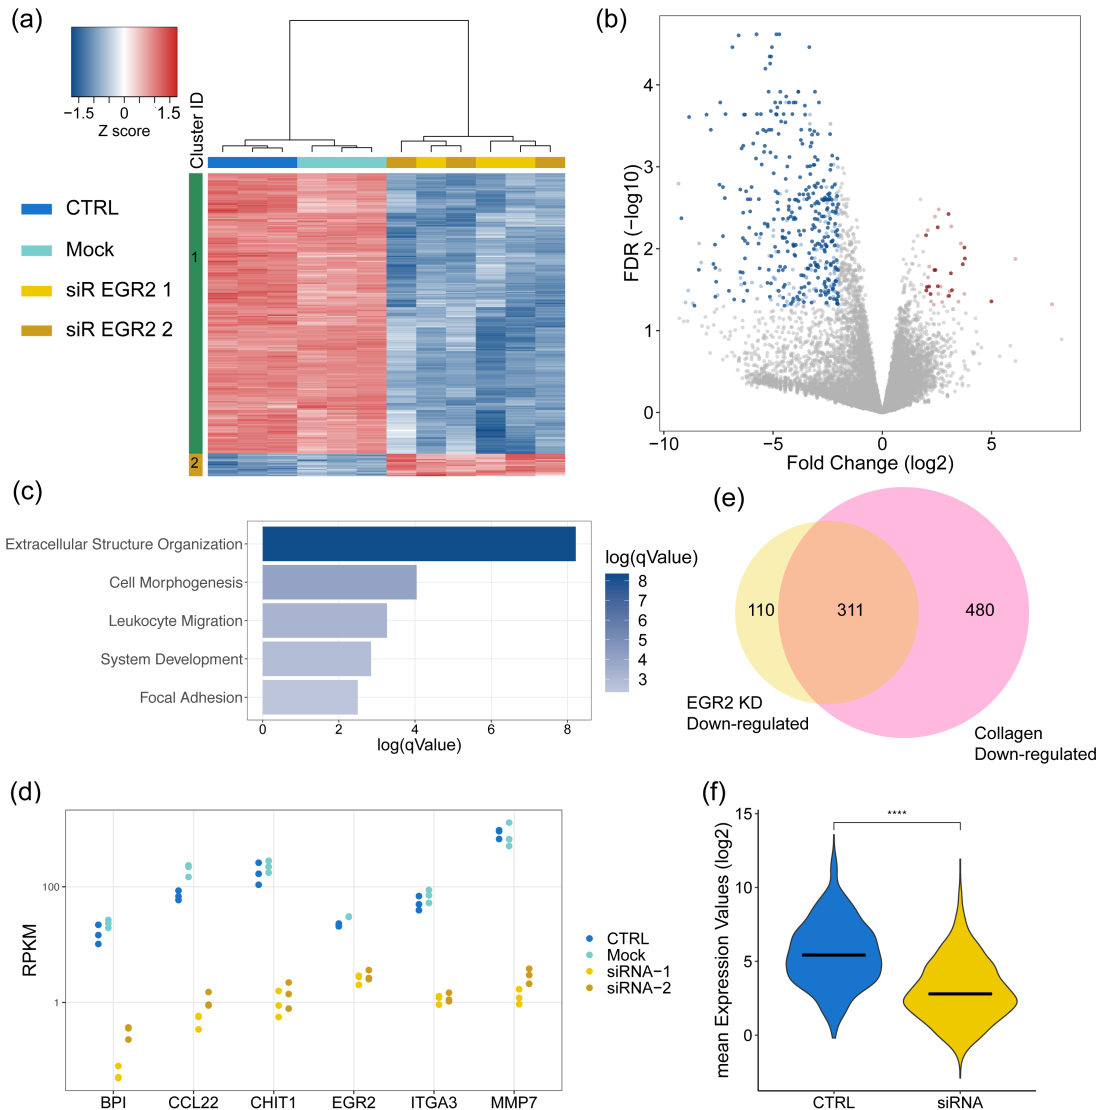 (a)
−1.5 0 1.5
Z score
Cluster ID
CTRL
Mock
siR EGR2 1
siR EGR2 2
1
2
(b)
FDR (−log10)
4
3
2
1
0
−10 −5 0 5
Fold Change (log2)
(c)
Extracellular Structure Organization
Cell Morphogenesis
Leukocyte Migration
System Development
Focal Adhesion
0 2 4 6 8
log(qValue)
log(qValue)
8
7
6
5
4
3
(e)
110 311 480
EGR2 KD
Down-regulated
Collagen
Down-regulated
(d)
RPKM
100
1
BPI CCL22 CHIT1 EGR2 ITGA3 MMP7
CTRL
Mock
siRNA−1
siRNA−2
(f)
mean Expression Values (log2)
15
10
5
0
****
CTRL siRNA